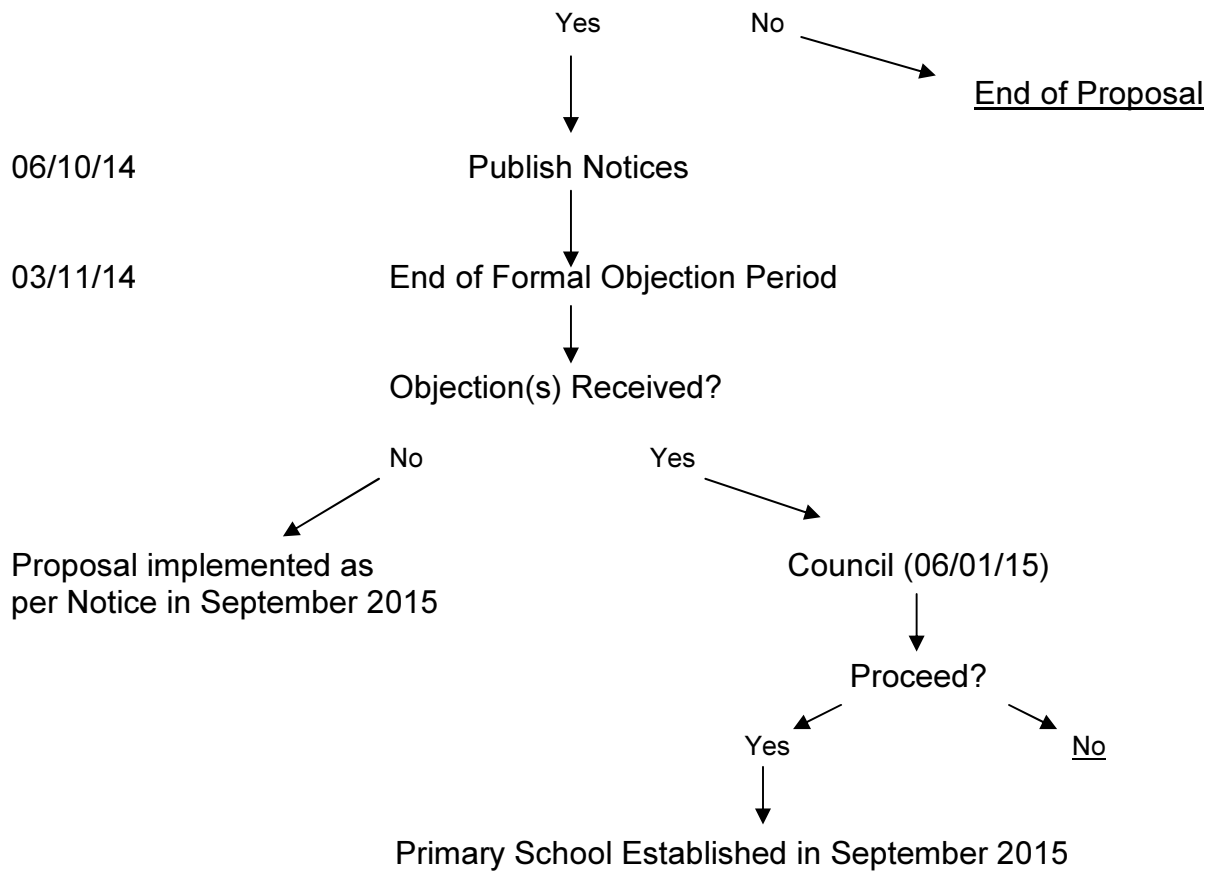 Yes No
End of Proposal
06/10/14 Publish Notices
03/11/14 End of Formal Objection Period
Objection(s) Received?
No Yes
Proposal implemented as
per Notice in September 2015
Council (06/01/15)
Proceed?
Yes No
Primary School Established in September 2015